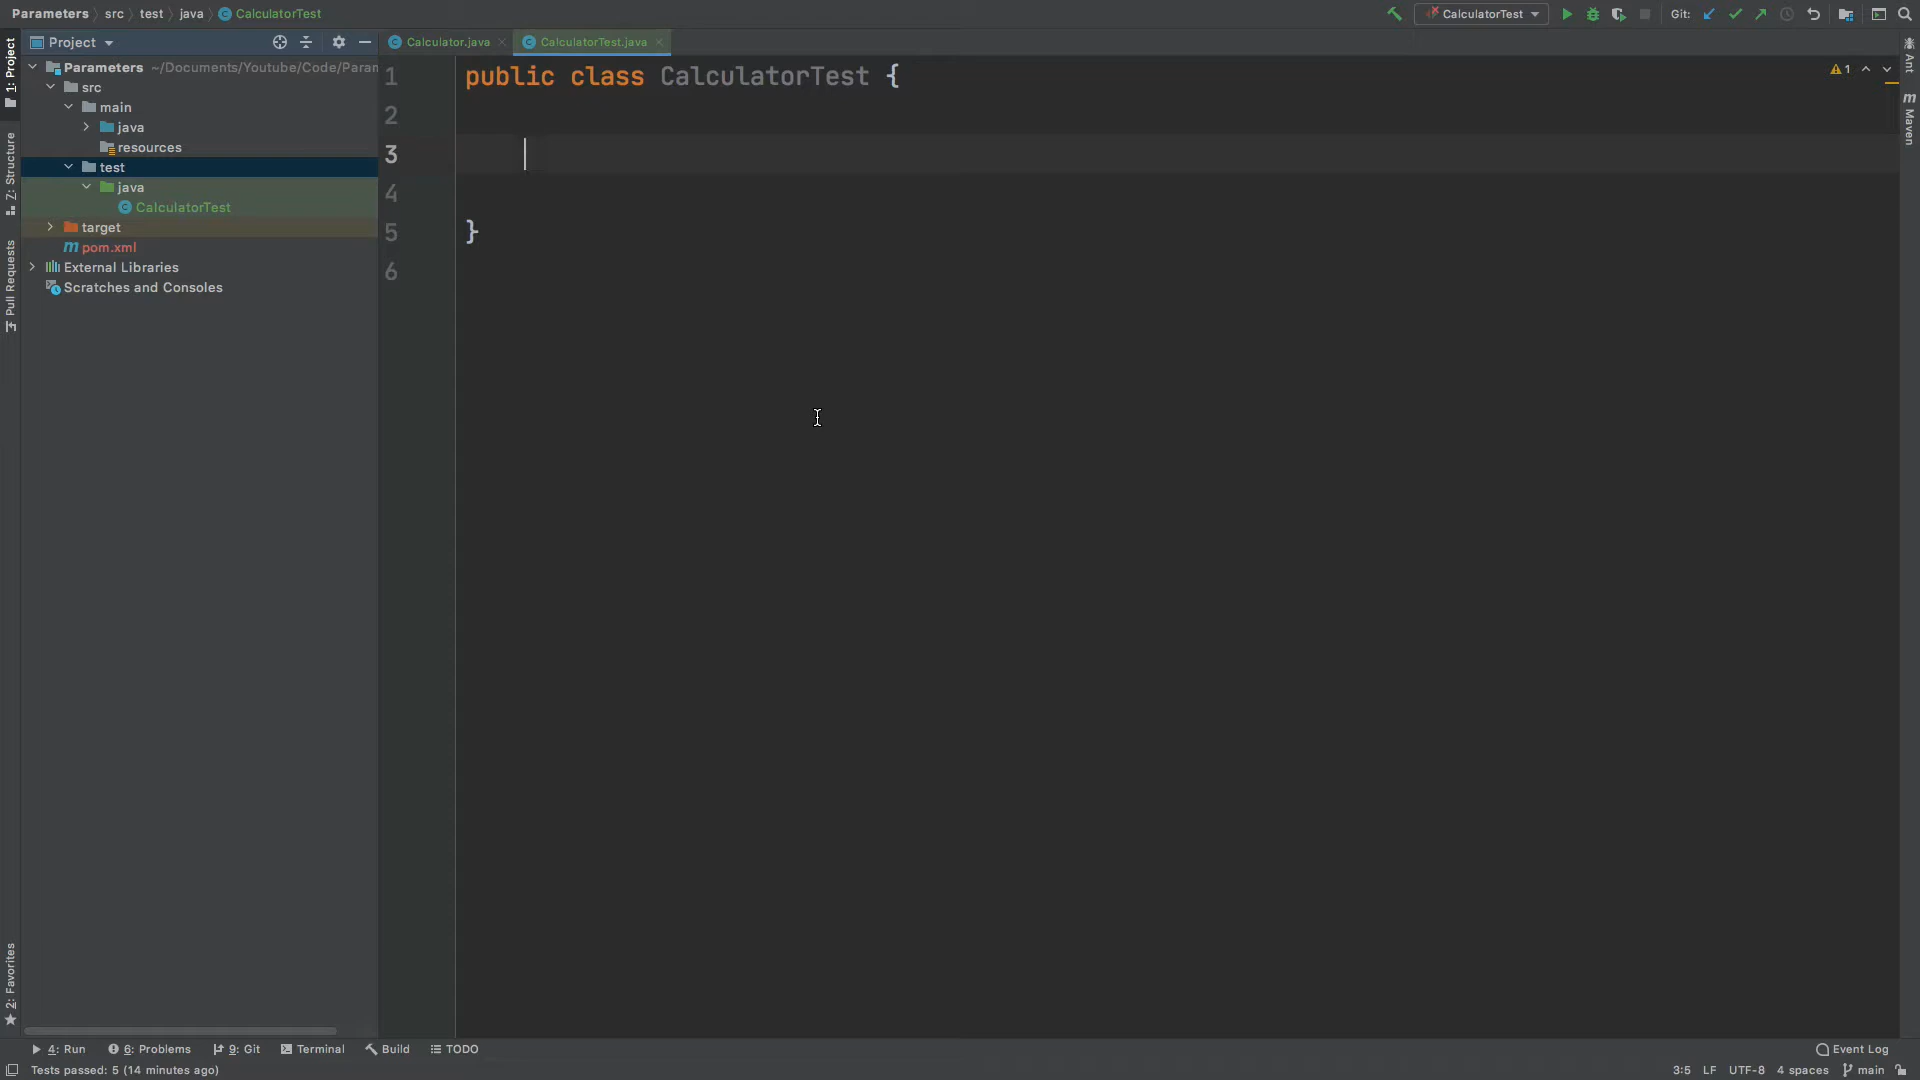 Parameters src test java CalculatorTest
CalculatorTest Git:
Project
Calculator.java CalculatorTest.java
Parameters ~/Documents/Youtube/Code/Param
src
main
java
resources
test
java
CalculatorTest
target
pom.xml
External Libraries
Scratches and Consoles
1: Project
Z: Structure
Pull Requests
2: Favorites
1 public class CalculatorTest {
2
3
4
5 }
6
1
Ant
Maven
4: Run 6: Problems 9: Git Terminal Build TODO
Event Log
Tests passed: 5 (14 minutes ago)
3:5 LF UTF-8 4 spaces main